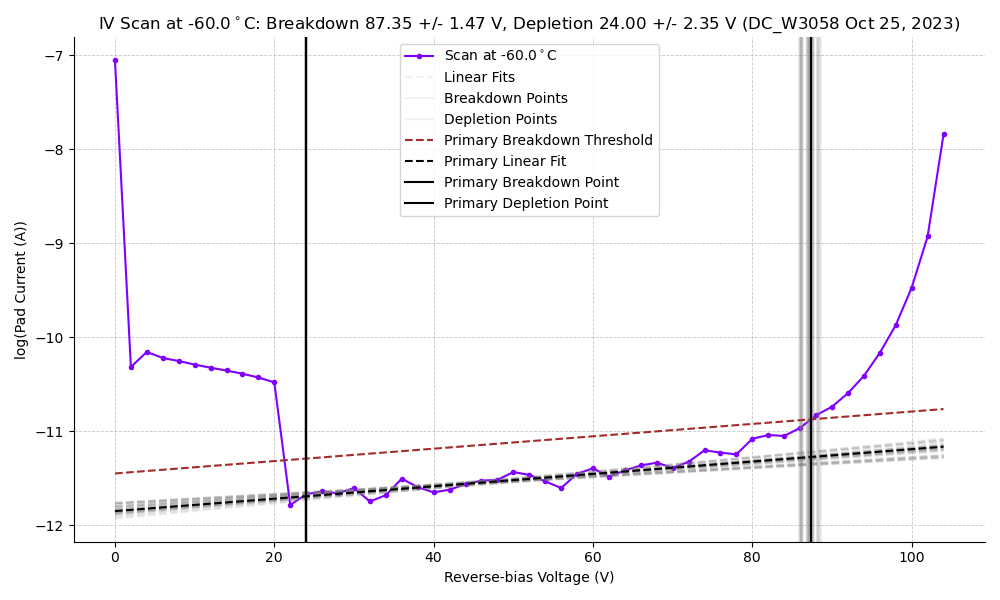 IV Scan at -60.0°C: Breakdown 87.35 +/- 1.47 V, Depletion 24.00 +/- 2.35 V (DC_W3058 Oct 25, 2023)
Scan at -60.0°C
Linear Fits
Breakdown Points
Depletion Points
Primary Breakdown Threshold
Primary Linear Fit
Primary Breakdown Point
Primary Depletion Point
log(Pad Current (A))
−7
−8
−9
−10
−11
−12
0
20
40
60
80
100
Reverse-bias Voltage (V)